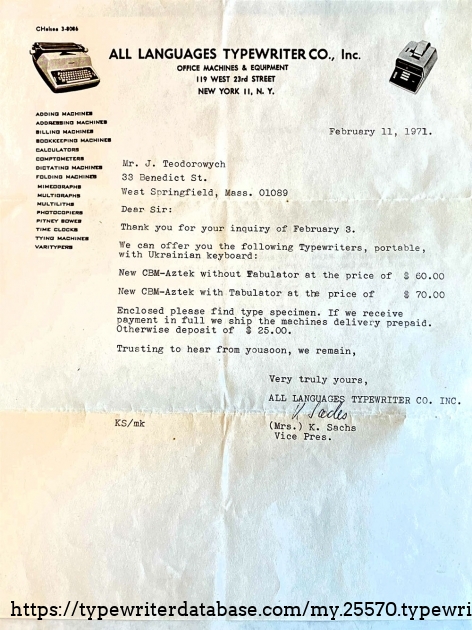 CHelsea 3-8086
ALL LANGUAGES TYPEWRITER CO., Inc.
OFFICE MACHINES & EQUIPMENT
119 WEST 23rd STREET
NEW YORK 11, N. Y.
ADDING MACHINES
ADDRESSING MACHINES
BILLING MACHINES
BOOKKEEPING MACHINES
CALCULATORS
COMPTOMETERS
DICTATING MACHINES
FOLDING MACHINES
MIMEOGRAPHS
MULTIGRAPHS
MULTILITHS
PHOTOCOPIERS
PITNEY BOWES
TIME CLOCKS
TYING MACHINES
VARITYPERS
February 11, 1971.
Mr. J. Teodorowych
33 Benedict St.
West Springfield, Mass. 01089
Dear Sir:
Thank you for your inquiry of February 3.
We can offer you the following Typewriters, portable,
with Ukrainian keyboard:
New CBM-Aztek without Tabulator at the price of $ 60.00
New CBM-Aztek with Tabulator at the price of $ 70.00
Enclosed please find type specimen. If we receive
payment in full we ship the machines delivery prepaid.
Otherwise deposit of $ 25.00.
Trusting to hear from yousoon, we remain,
Very truly yours,
ALL LANGUAGES TYPEWRITER CO. INC.
K Sachs
(Mrs.) K. Sachs
Vice Pres.
KS/mk
https://typewriterdatabase.com/my.25570.typewri